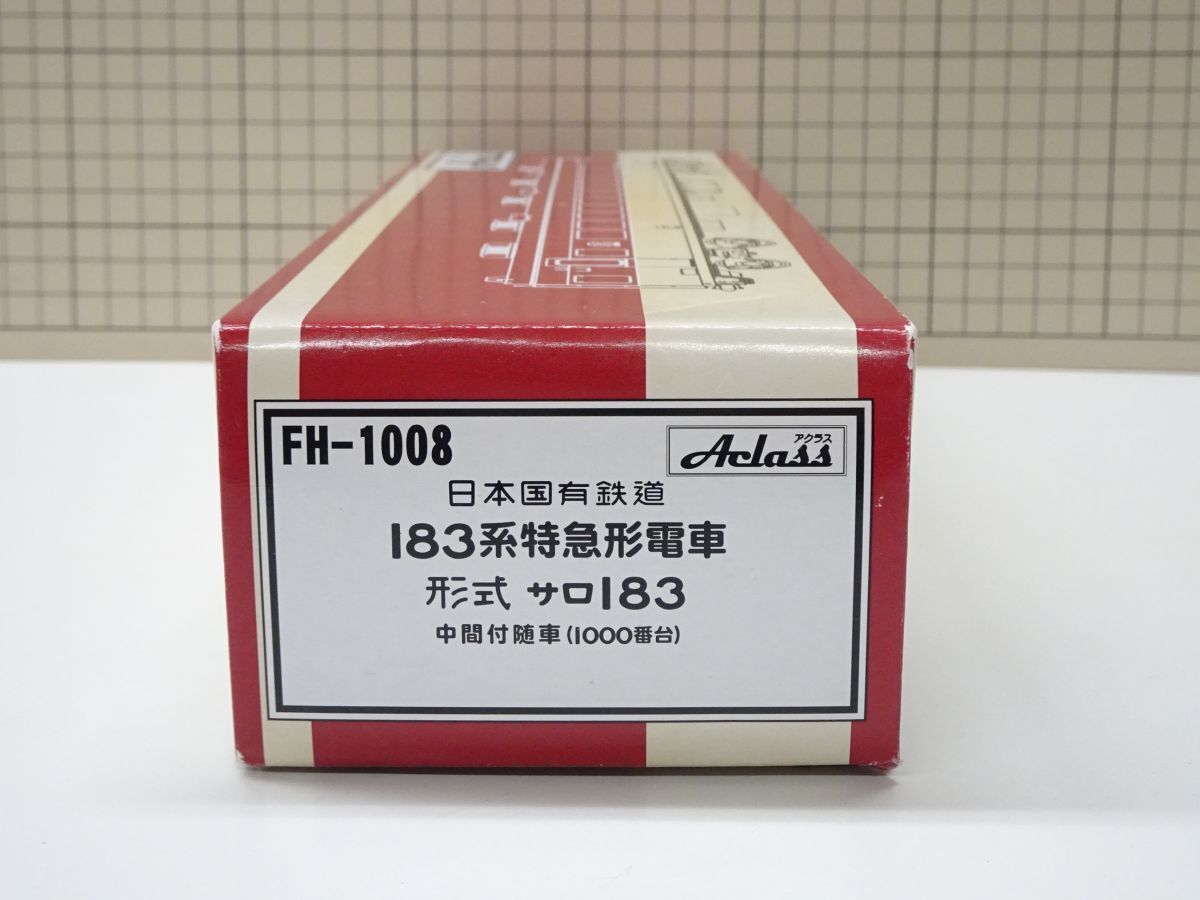 FH-1008
アクラス
Aclass
日本国有鉄道
183系特急形電車
形式 サロ183
中間付随車(1000番台)